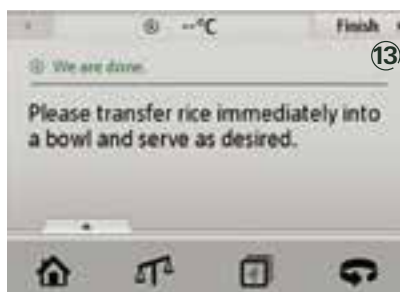 --°C Finish
⑬
We are done.
Please transfer rice immediately into
a bowl and serve as desired.